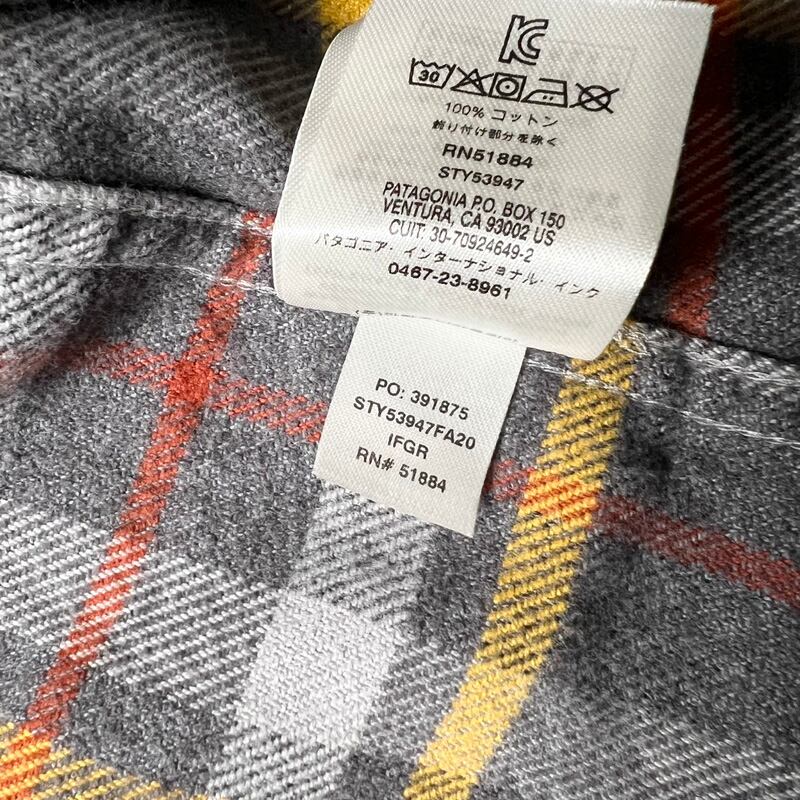 30
100% コットン
飾り付け部分を除く
RN51884
STY53947
PATAGONIA P.O. BOX 150
VENTURA, CA 93002 US
CUIT. 30-70924649-2
パタゴニア・インターナショナル・インク
0467-23-8961
PO: 391875
STY53947FA20
IFGR
RN# 51884